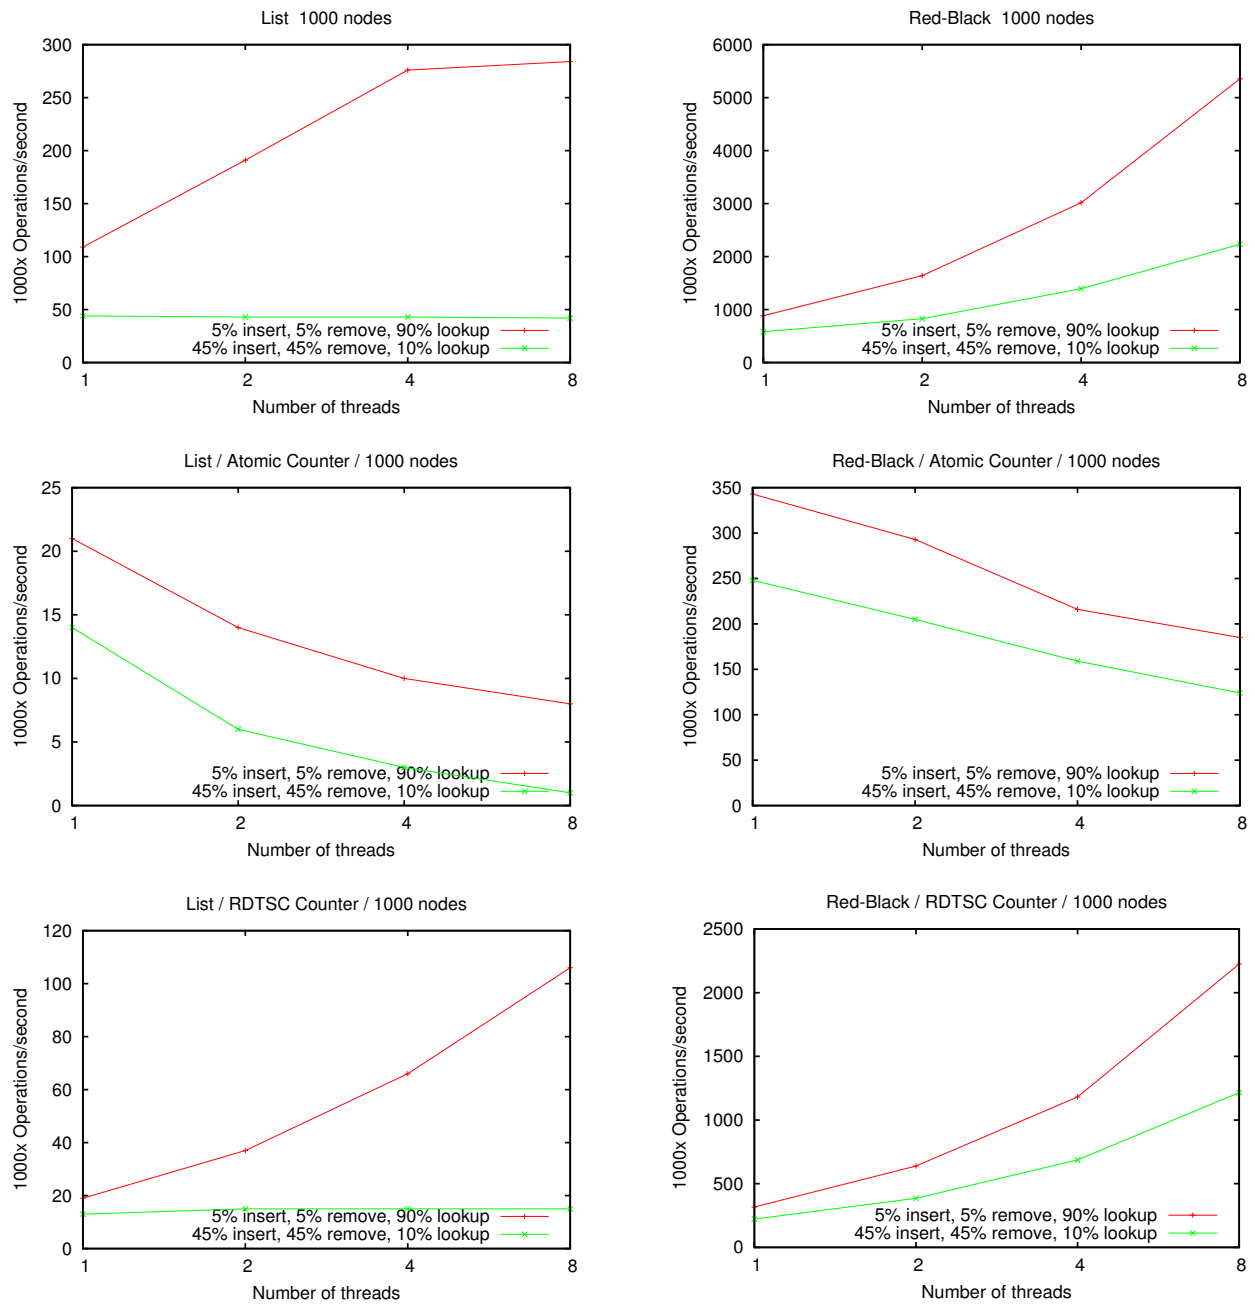 List  1000 nodes
1000x Operations/second
300
250
200
150
100
50
0
5% insert, 5% remove, 90% lookup
45% insert, 45% remove, 10% lookup
1 2 4 8
Number of threads
Red-Black  1000 nodes
1000x Operations/second
6000
5000
4000
3000
2000
1000
0
5% insert, 5% remove, 90% lookup
45% insert, 45% remove, 10% lookup
1 2 4 8
Number of threads
List / Atomic Counter / 1000 nodes
1000x Operations/second
25
20
15
10
5
0
5% insert, 5% remove, 90% lookup
45% insert, 45% remove, 10% lookup
1 2 4 8
Number of threads
Red-Black / Atomic Counter / 1000 nodes
1000x Operations/second
350
300
250
200
150
100
50
0
5% insert, 5% remove, 90% lookup
45% insert, 45% remove, 10% lookup
1 2 4 8
Number of threads
List / RDTSC Counter / 1000 nodes
1000x Operations/second
120
100
80
60
40
20
0
5% insert, 5% remove, 90% lookup
45% insert, 45% remove, 10% lookup
1 2 4 8
Number of threads
Red-Black / RDTSC Counter / 1000 nodes
1000x Operations/second
2500
2000
1500
1000
500
0
5% insert, 5% remove, 90% lookup
45% insert, 45% remove, 10% lookup
1 2 4 8
Number of threads